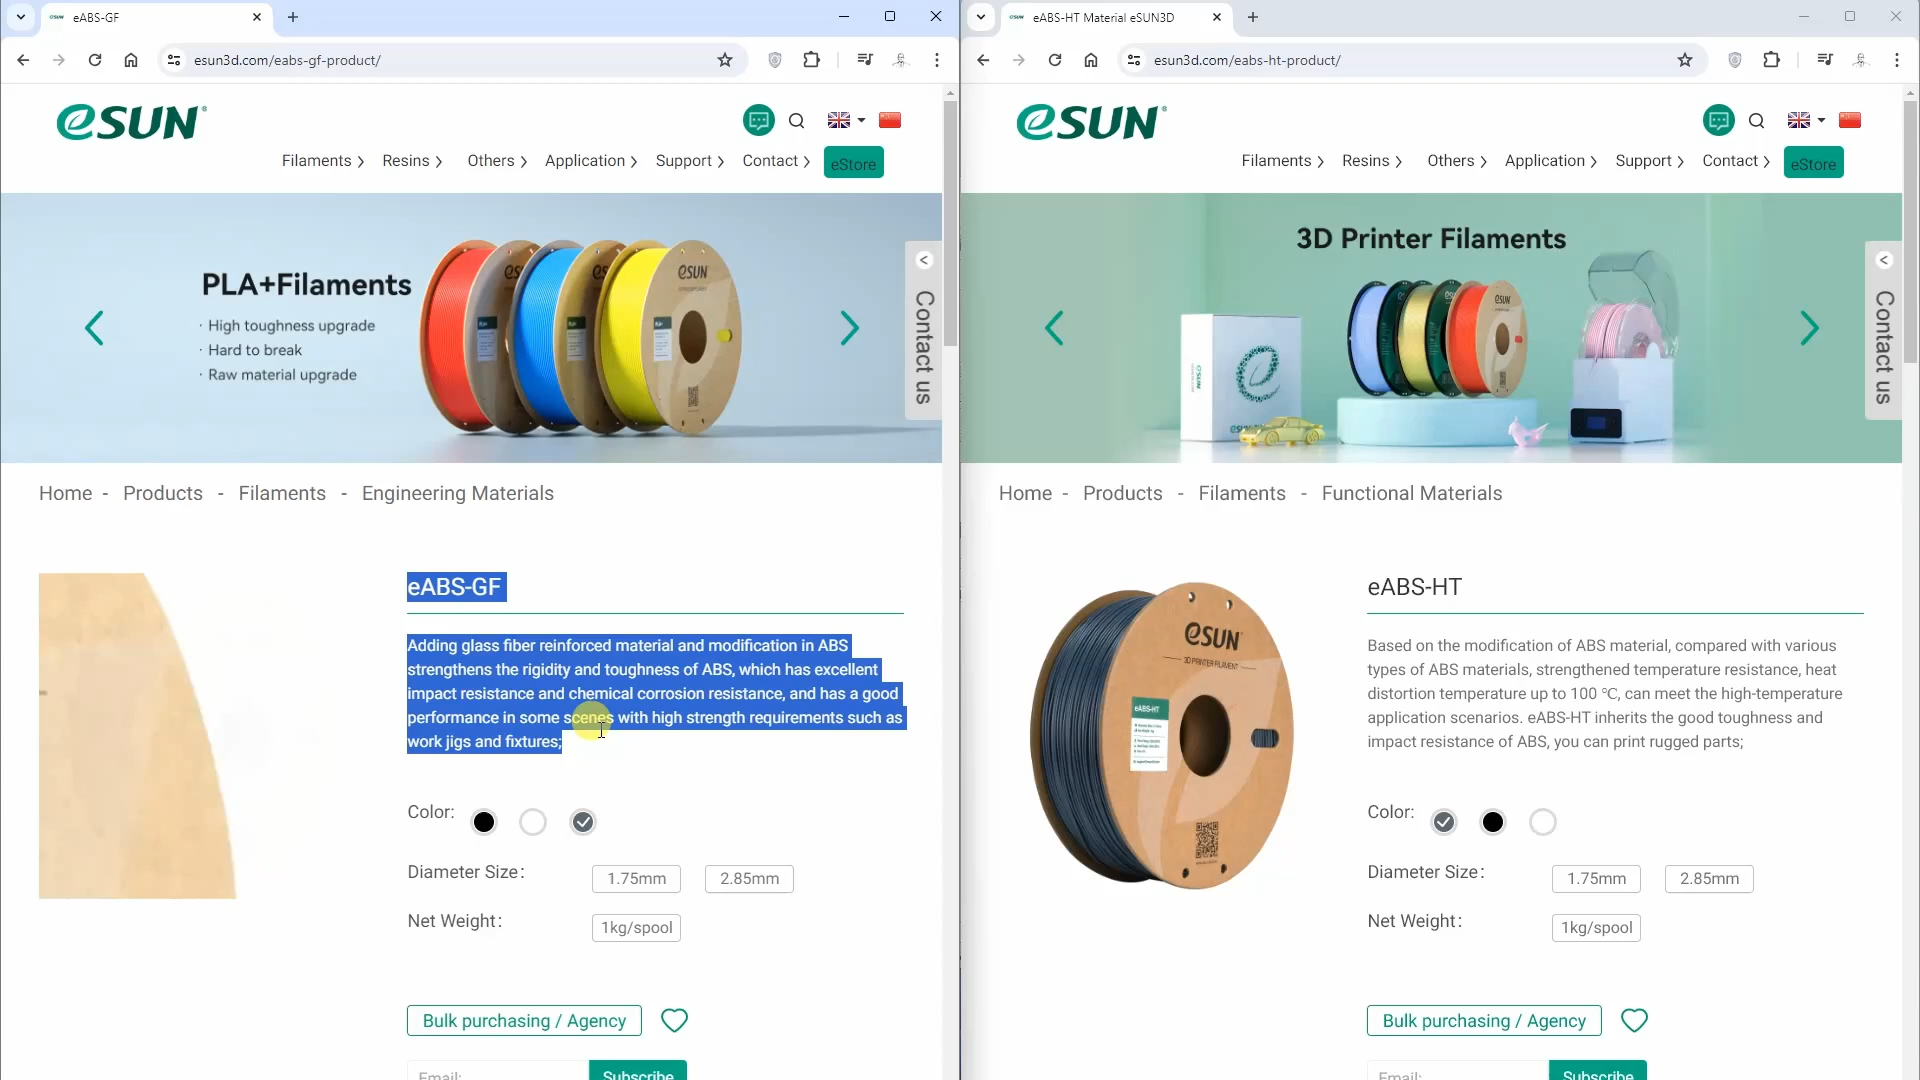 eABS-GF
esun3d.com/eabs-gf-product/
eSUN
Filaments
Resins
Others
Application
Support
Contact
eStore
PLA+Filaments
· High toughness upgrade
· Hard to break
· Raw material upgrade
eSUN
Contact us
Home - Products - Filaments - Engineering Materials
eABS-GF
Adding glass fiber reinforced material and modification in ABS
strengthens the rigidity and toughness of ABS, which has excellent
impact resistance and chemical corrosion resistance, and has a good
performance in some scenes with high strength requirements such as
work jigs and fixtures;
Color:
Diameter Size:
1.75mm
2.85mm
Net Weight:
1kg/spool
Bulk purchasing / Agency
Email:
Subscribe
eABS-HT Material eSUN3D
esun3d.com/eabs-ht-product/
eSUN
Filaments
Resins
Others
Application
Support
Contact
eStore
3D Printer Filaments
eSUN
Contact us
Home - Products - Filaments - Functional Materials
eSUN
3D PRINTER FILAMENT
eABS-HT
eABS-HT
Based on the modification of ABS material, compared with various
types of ABS materials, strengthened temperature resistance, heat
distortion temperature up to 100 ℃, can meet the high-temperature
application scenarios. eABS-HT inherits the good toughness and
impact resistance of ABS, you can print rugged parts;
Color:
Diameter Size:
1.75mm
2.85mm
Net Weight:
1kg/spool
Bulk purchasing / Agency
Email:
Subscribe